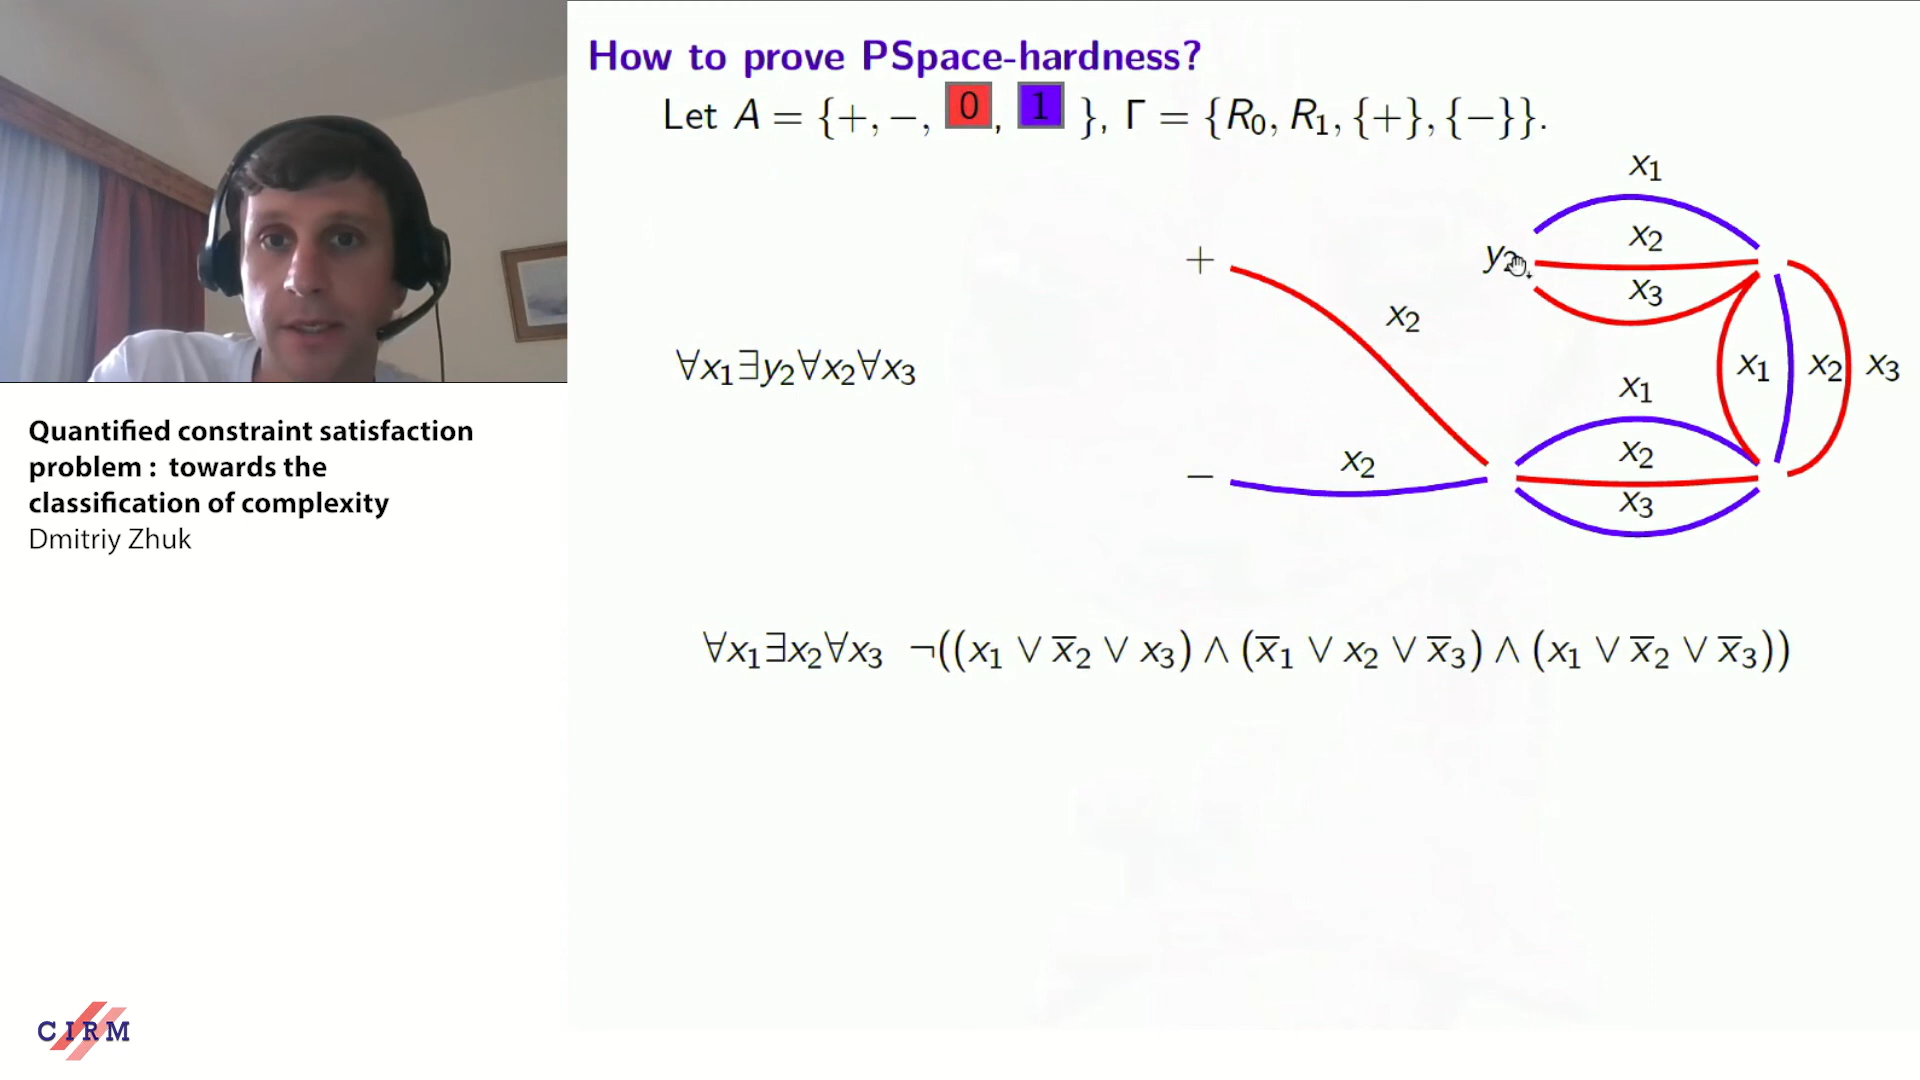 How to prove PSpace-hardness?
Let A = {+, −, 0, 1 }, Γ = {R₀, R₁, {+}, {−}}.
x₁
x₂
+
y₂
x₃
x₂
∀x₁∃y₂∀x₂∀x₃
x₁
x₂
x₃
x₁
x₂
x₂
−
x₃
∀x₁∃x₂∀x₃ ¬((x₁ ∨ x̅₂ ∨ x₃) ∧ (x̅₁ ∨ x₂ ∨ x̅₃) ∧ (x₁ ∨ x̅₂ ∨ x̅₃))
Quantified constraint satisfaction
problem : towards the
classification of complexity
Dmitriy Zhuk
CIRM